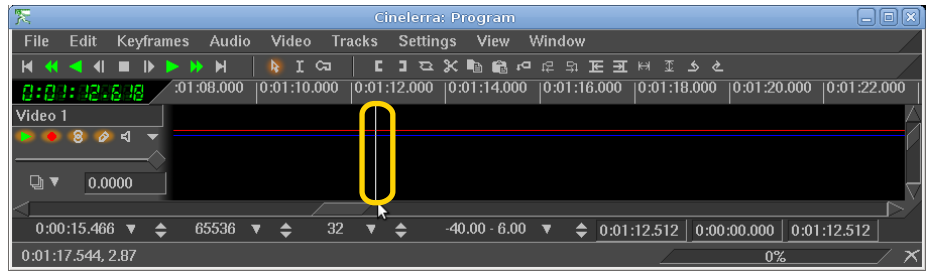 Cinelerra: Program
File Edit Keyframes Audio Video Tracks Settings View Window
0:01:12.618 :01:08.000 0:01:10.000 0:01:12.000 0:01:14.000 0:01:16.000 0:01:18.000 0:01:20.000 0:01:22.000
Video 1
0.0000
0:00:15.466 65536 32 -40.00 - 6.00 0:01:12.512 0:00:00.000 0:01:12.512
0:01:17.544, 2.87 0%